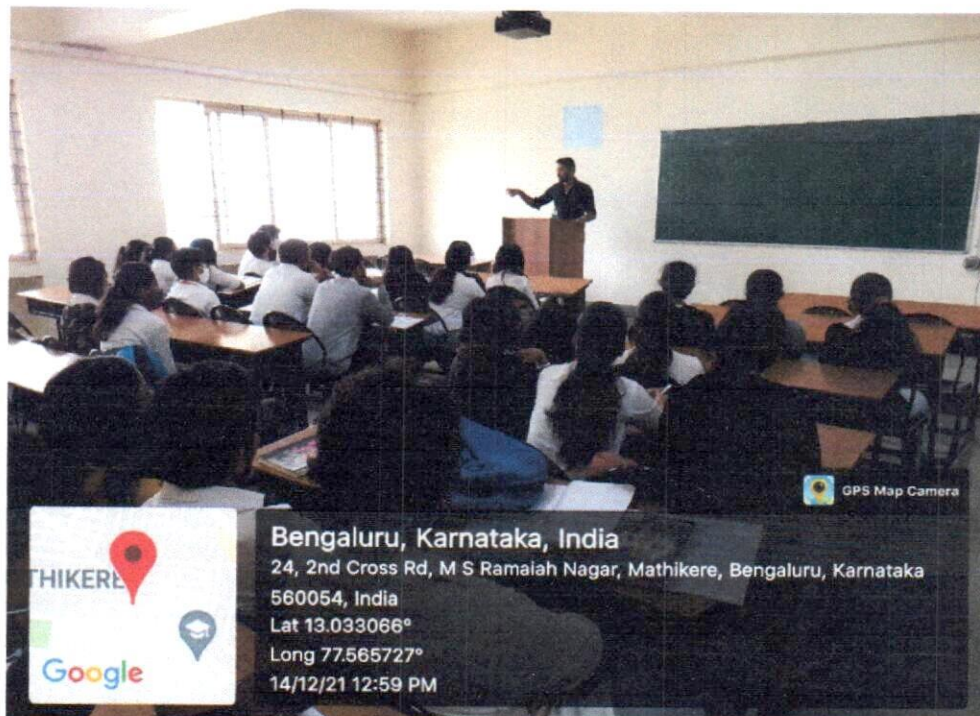 GPS Map Camera
Bengaluru, Karnataka, India
24, 2nd Cross Rd, M S Ramaiah Nagar, Mathikere, Bengaluru, Karnataka
560054, India
Lat 13.033066°
Long 77.565727°
14/12/21 12:59 PM
THIKERE
Google